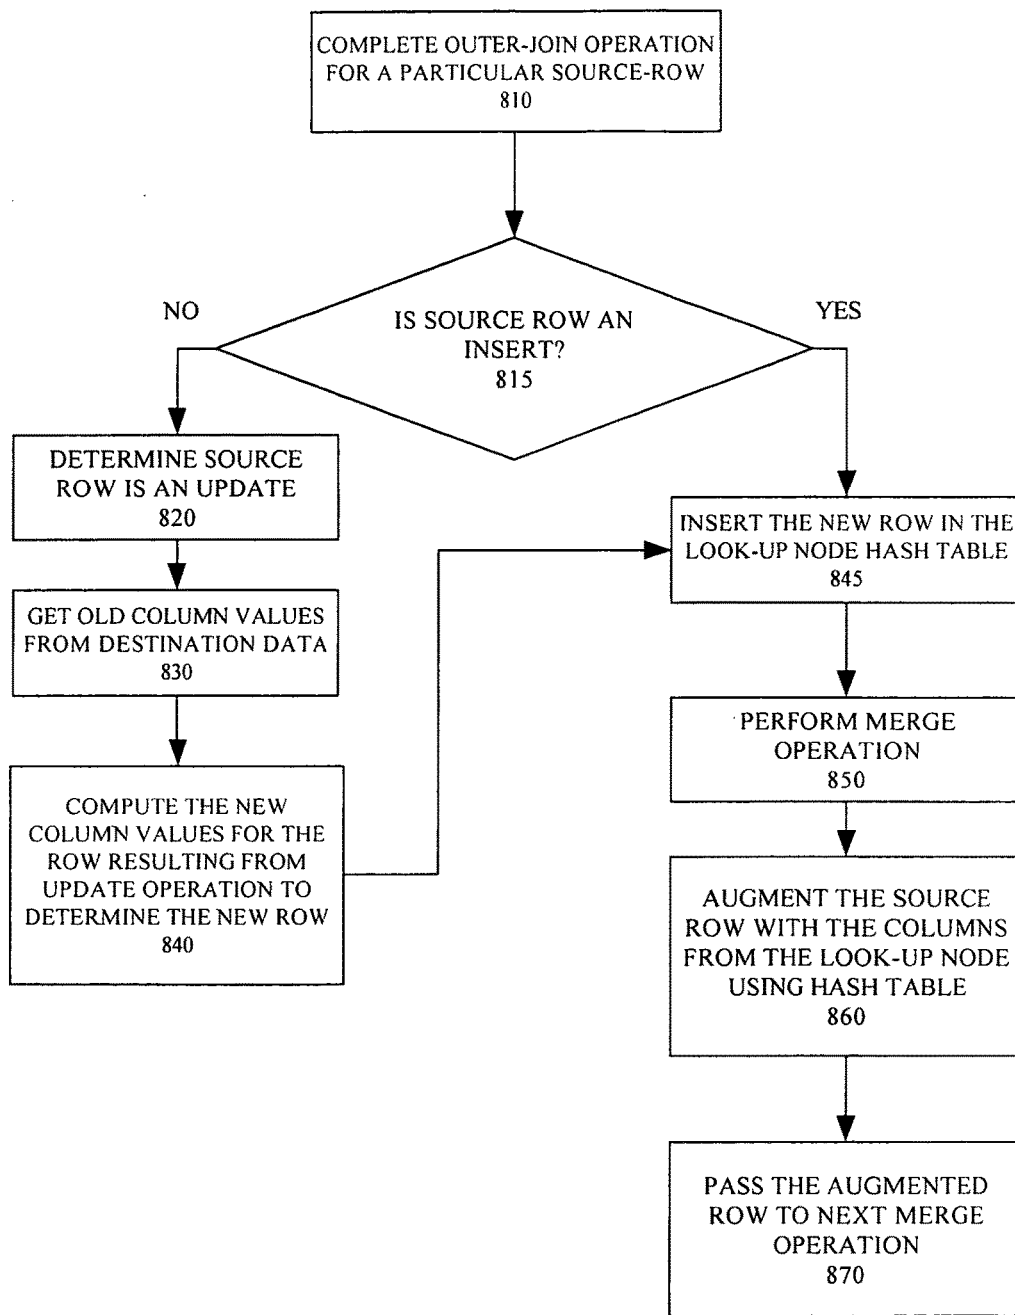 COMPLETE OUTER-JOIN OPERATION
FOR A PARTICULAR SOURCE-ROW
810
NO
YES
IS SOURCE ROW AN
INSERT?
815
DETERMINE SOURCE
ROW IS AN UPDATE
820
GET OLD COLUMN VALUES
FROM DESTINATION DATA
830
COMPUTE THE NEW
COLUMN VALUES FOR THE
ROW RESULTING FROM
UPDATE OPERATION TO
DETERMINE THE NEW ROW
840
INSERT THE NEW ROW IN THE
LOOK-UP NODE HASH TABLE
845
PERFORM MERGE
OPERATION
850
AUGMENT THE SOURCE
ROW WITH THE COLUMNS
FROM THE LOOK-UP NODE
USING HASH TABLE
860
PASS THE AUGMENTED
ROW TO NEXT MERGE
OPERATION
870